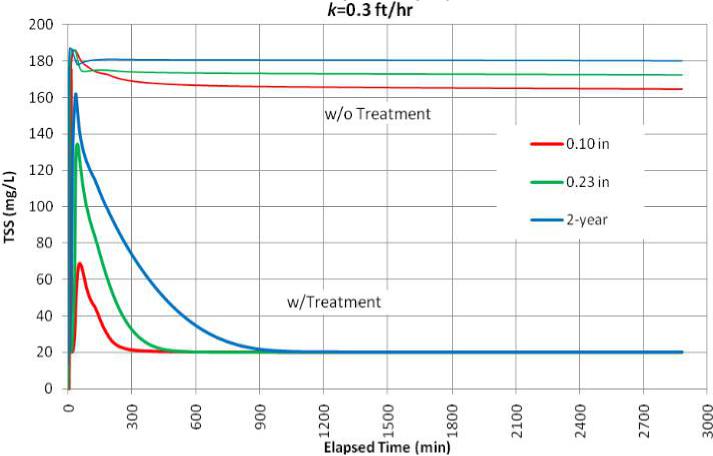 k=0.3 ft/hr
200
180
160
140
120
100
80
60
40
20
0
TSS (mg/L)
w/o Treatment
0.10 in
0.23 in
2-year
w/Treatment
0
300
600
900
1200
1500
1800
2100
2400
2700
3000
Elapsed Time (min)